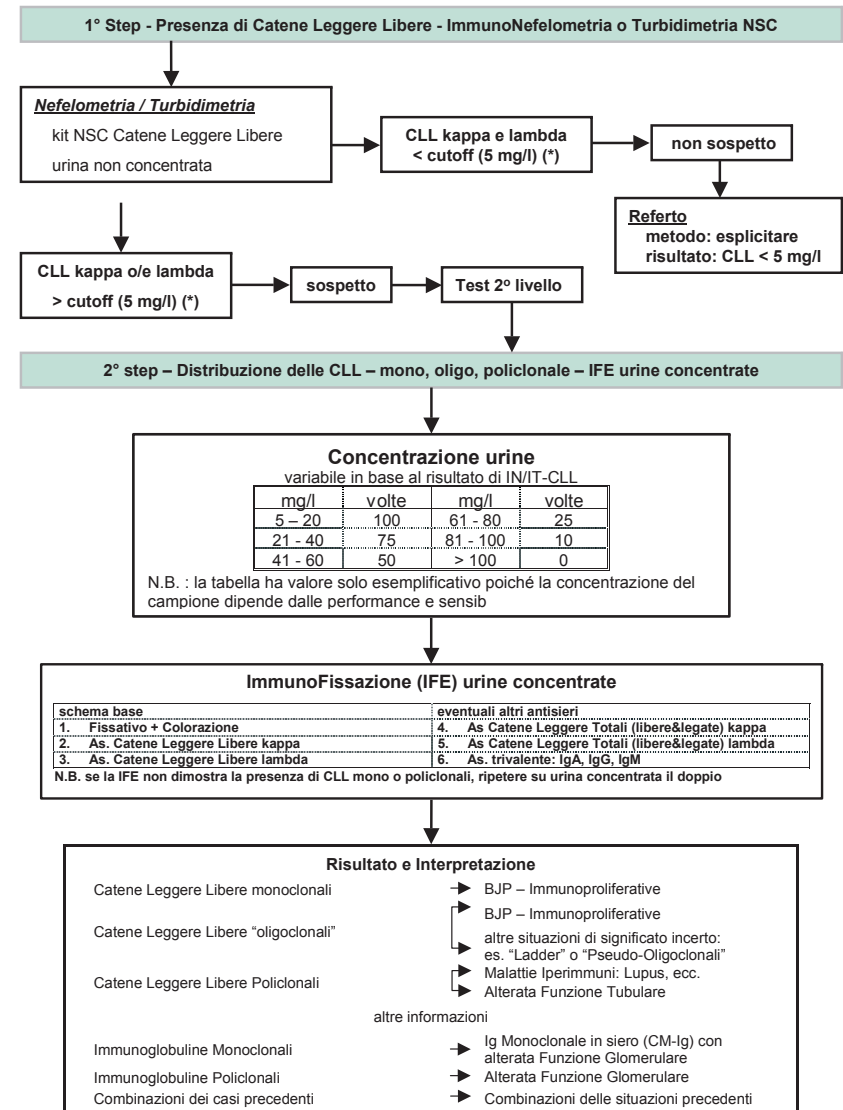 1° Step - Presenza di Catene Leggere Libere - ImmunoNefelometria o Turbidimetria NSC
Nefelometria / Turbidimetria
kit NSC Catene Leggere Libere
urina non concentrata
CLL kappa e lambda
< cutoff (5 mg/l) (*)
non sospetto
Referto
metodo: esplicitare
risultato: CLL < 5 mg/l
CLL kappa o/e lambda
> cutoff (5 mg/l) (*)
sospetto
Test 2° livello
2° step – Distribuzione delle CLL – mono, oligo, policlonale – IFE urine concentrate
Concentrazione urine
variabile in base al risultato di IN/IT-CLL
mg/l volte mg/l volte
5 – 20 100 61 - 80 25
21 - 40 75 81 - 100 10
41 - 60 50 > 100 0
N.B. : la tabella ha valore solo esemplificativo poiché la concentrazione del
campione dipende dalle performance e sensib
ImmunoFissazione (IFE) urine concentrate
schema base eventuali altri antisieri
1. Fissativo + Colorazione 4. As Catene Leggere Totali (libere&legate) kappa
2. As. Catene Leggere Libere kappa 5. As Catene Leggere Totali (libere&legate) lambda
3. As. Catene Leggere Libere lambda 6. As. trivalente: IgA, IgG, IgM
N.B. se la IFE non dimostra la presenza di CLL mono o policlonali, ripetere su urina concentrata il doppio
Risultato e Interpretazione
Catene Leggere Libere monoclonali BJP – Immunoproliferative
Catene Leggere Libere “oligoclonali” BJP – Immunoproliferative
altre situazioni di significato incerto:
es. “Ladder” o “Pseudo-Oligoclonali”
Catene Leggere Libere Policlonali Malattie Iperimmuni: Lupus, ecc.
Alterata Funzione Tubulare
altre informazioni
Immunoglobuline Monoclonali Ig Monoclonale in siero (CM-Ig) con
alterata Funzione Glomerulare
Immunoglobuline Policlonali Alterata Funzione Glomerulare
Combinazioni dei casi precedenti Combinazioni delle situazioni precedenti